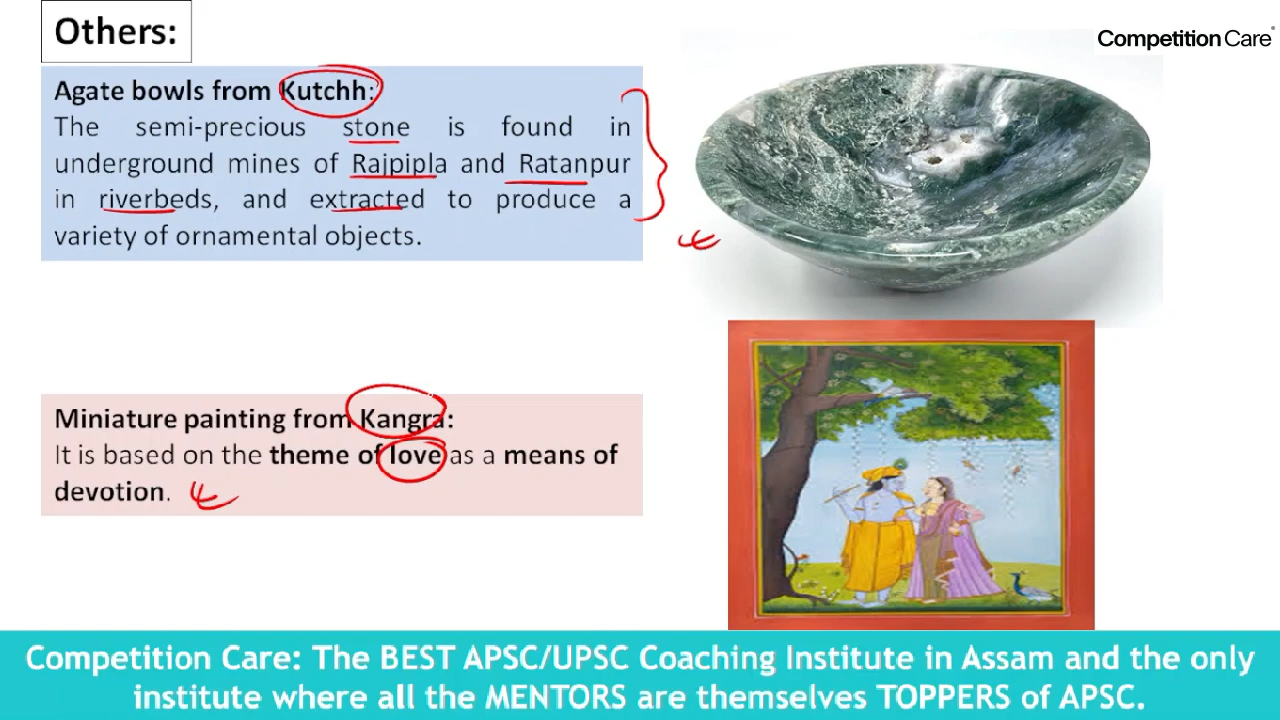 Others:
Competition Care
Agate bowls from Kutchh:
The semi-precious stone is found in
underground mines of Rajpipla and Ratanpur
in riverbeds, and extracted to produce a
variety of ornamental objects.
Miniature painting from Kangra:
It is based on the theme of love as a means of
devotion.
Competition Care: The BEST APSC/UPSC Coaching Institute in Assam and the only
institute where all the MENTORS are themselves TOPPERS of APSC.